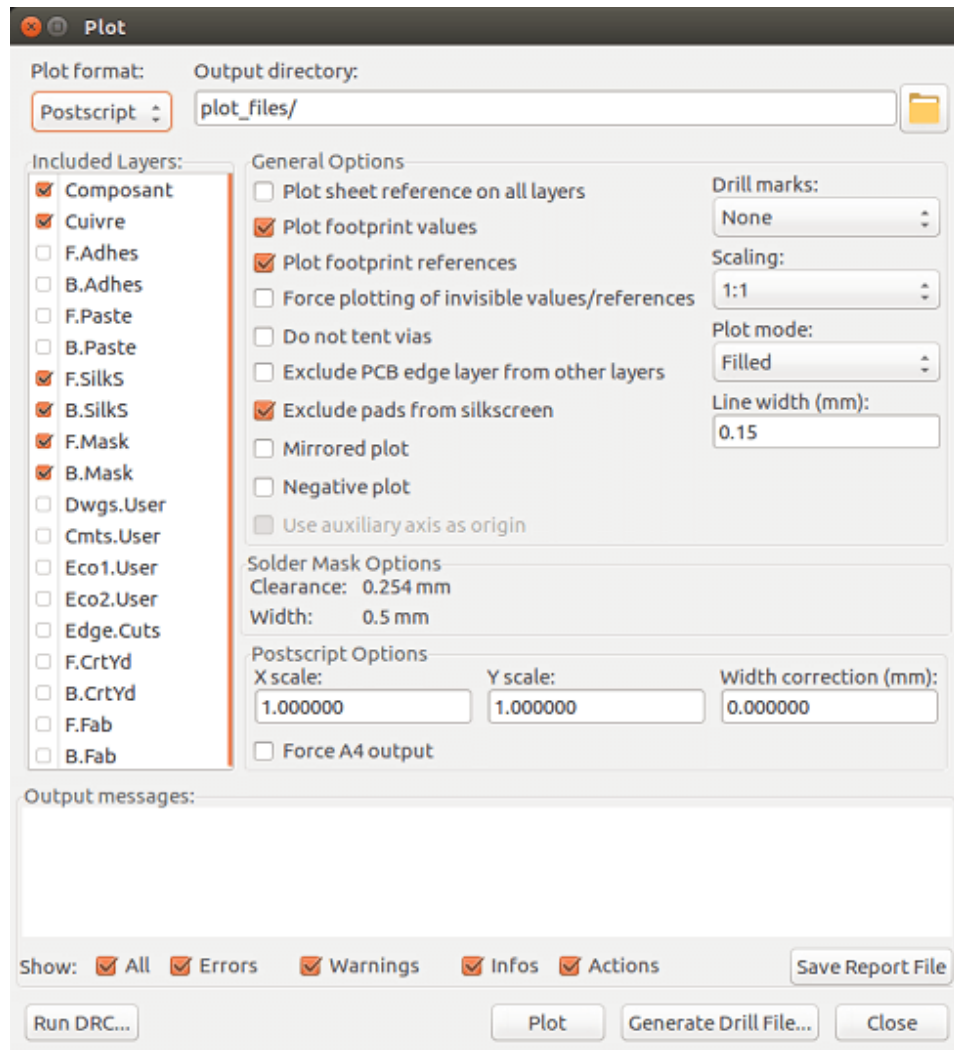 Plot
Plot format:
Output directory:
Postscript
plot_files/
Included Layers:
Composant
Cuivre
F.Adhes
B.Adhes
F.Paste
B.Paste
F.SilkS
B.SilkS
F.Mask
B.Mask
Dwgs.User
Cmts.User
Eco1.User
Eco2.User
Edge.Cuts
F.CrtYd
B.CrtYd
F.Fab
B.Fab
General Options
Plot sheet reference on all layers
Plot footprint values
Plot footprint references
Force plotting of invisible values/references
Do not tent vias
Exclude PCB edge layer from other layers
Exclude pads from silkscreen
Mirrored plot
Negative plot
Use auxiliary axis as origin
Drill marks:
None
Scaling:
1:1
Plot mode:
Filled
Line width (mm):
0.15
Solder Mask Options
Clearance: 0.254 mm
Width: 0.5 mm
Postscript Options
X scale:
1.000000
Y scale:
1.000000
Width correction (mm):
0.000000
Force A4 output
Output messages:
Show: All Errors Warnings Infos Actions
Save Report File
Run DRC...
Plot
Generate Drill File...
Close